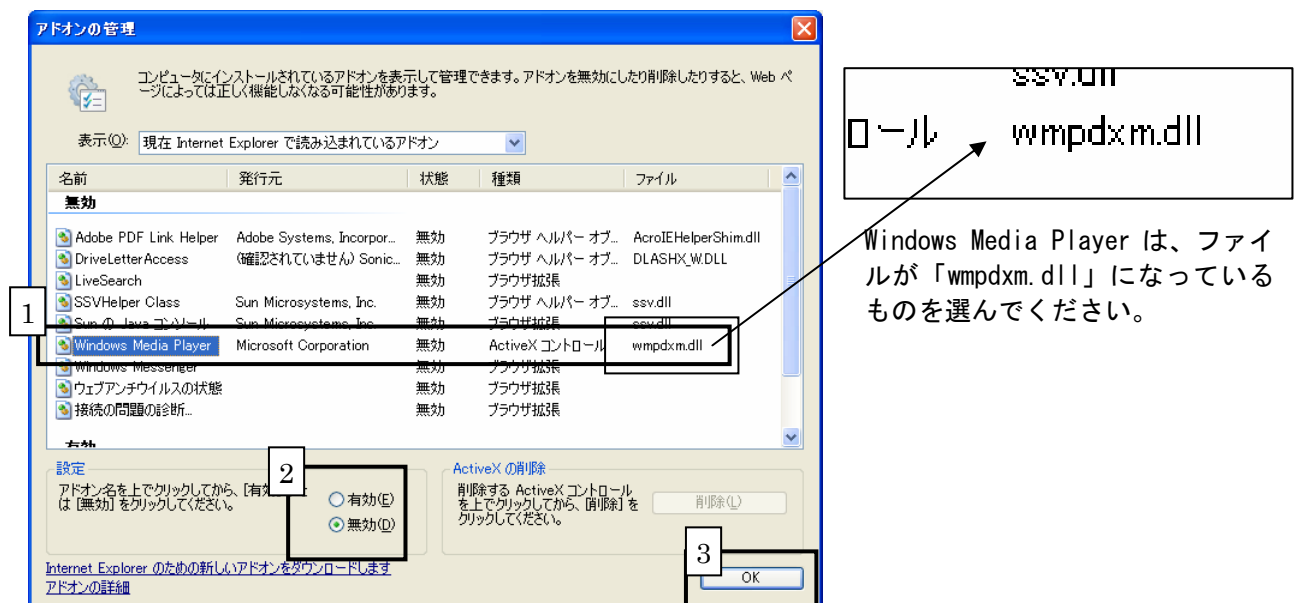 アドオンの管理
コンピュータにインストールされているアドオンを表示して管理できます。アドオンを無効にしたり削除したりすると、Web ペ
ージによっては正しく機能しなくなる可能性があります。
表示(O): 現在 Internet Explorer で読み込まれているアドオン
名前 発行元 状態 種類 ファイル
無効
Adobe PDF Link Helper Adobe Systems, Incorpor... 無効 ブラウザ ヘルパー オブ... AcroIEHelperShim.dll
DriveLetterAccess (確認されていません) Sonic... 無効 ブラウザ ヘルパー オブ... DLASHX_W.DLL
LiveSearch 無効 ブラウザ拡張
SSVHelper Class Sun Microsystems, Inc. 無効 ブラウザ ヘルパー オブ... ssv.dll
1
Sun の Java コンソール Sun Microsystems, Inc. 無効 ブラウザ拡張 ssv.dll
Windows Media Player Microsoft Corporation 無効 ActiveX コントロール wmpdxm.dll
Windows Messenger 無効 ブラウザ拡張
ウェブアンチウイルスの状態 無効 ブラウザ拡張
接続の問題の診断... 無効 ブラウザ拡張
有効
設定
アドオン名を上でクリックしてから、[有効
は [無効] をクリックしてください。
2
有効(E)
無効(D)
ActiveX の削除
削除する ActiveX コントロール
を上でクリックしてから、[削除] を
クリックしてください。
削除(L)
3
Internet Explorer のための新しいアドオンをダウンロードします
アドオンの詳細
OK
ssv.dll
ロール wmpdxm.dll
Windows Media Player は、ファイ
ルが「wmpdxm.dll」になっている
ものを選んでください。